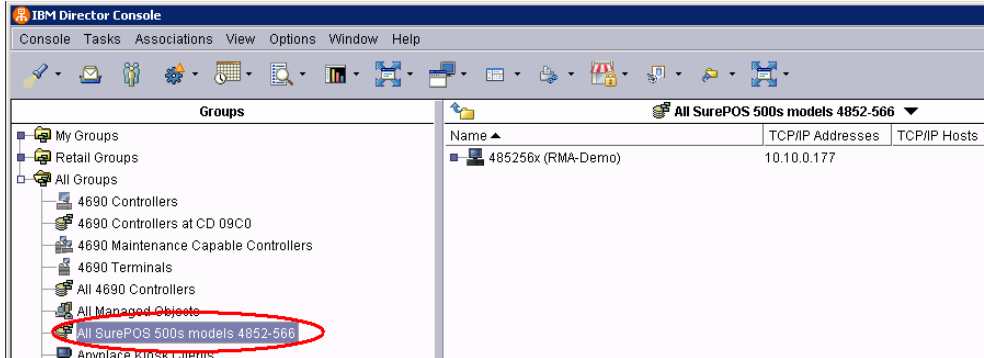 IBM Director Console
Console Tasks Associations View Options Window Help
Groups
My Groups
Retail Groups
All Groups
4690 Controllers
4690 Controllers at CD 09C0
4690 Maintenance Capable Controllers
4690 Terminals
All 4690 Controllers
All Managed Objects
All SurePOS 500s models 4852-566
Anyplace Kiosk Clients
All SurePOS 500s models 4852-566
Name TCP/IP Addresses TCP/IP Hosts
485256x (RMA-Demo) 10.10.0.177